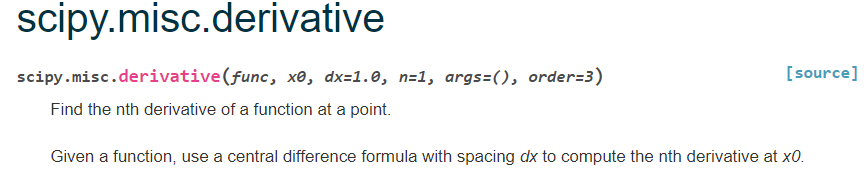 scipy.misc.derivative
scipy.misc.derivative(func, x0, dx=1.0, n=1, args=(), order=3) [source]
Find the nth derivative of a function at a point.
Given a function, use a central difference formula with spacing dx to compute the nth derivative at x0.